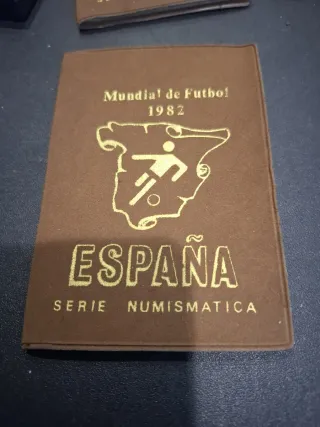 Mundial de Futbol
1982
ESPAÑA
SERIE NUMISMATICA